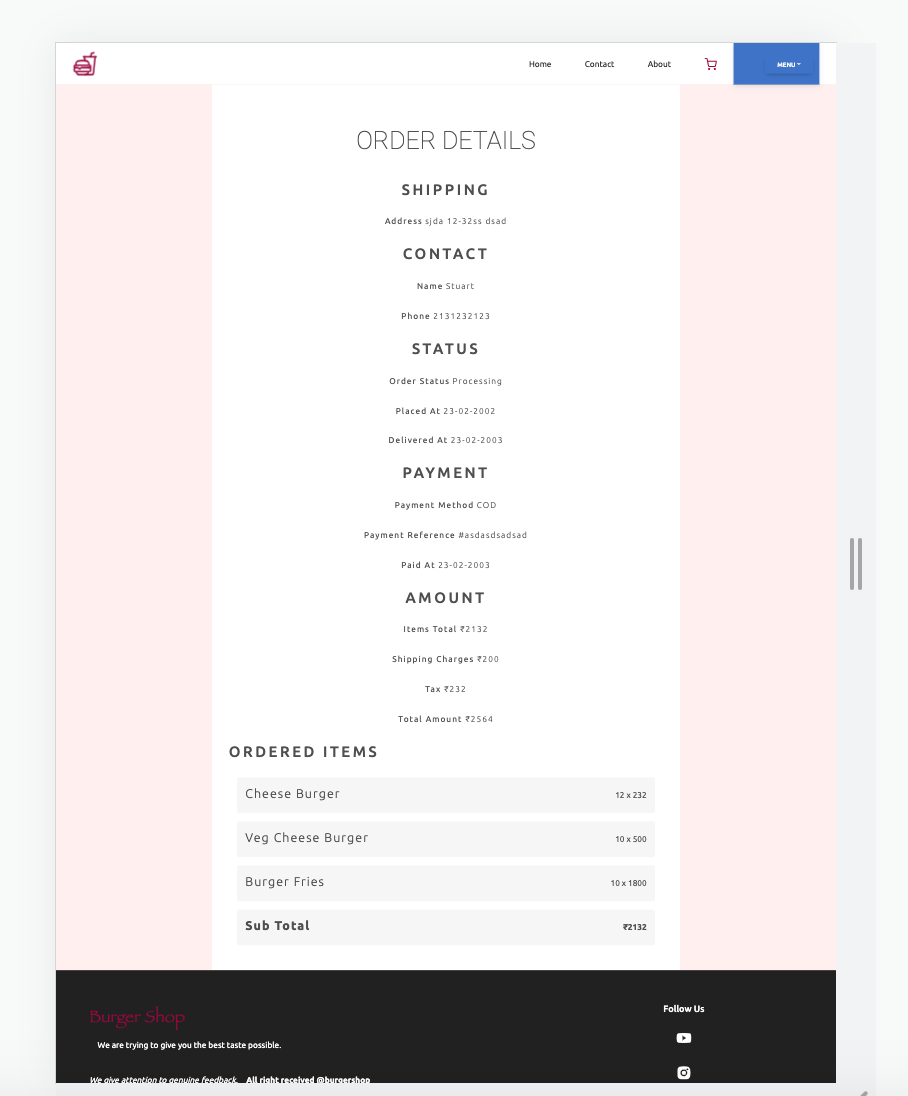 Home Contact About MENU
ORDER DETAILS
SHIPPING
Address sjda 12-32ss dsad
CONTACT
Name Stuart
Phone 2131232123
STATUS
Order Status Processing
Placed At 23-02-2002
Delivered At 23-02-2003
PAYMENT
Payment Method COD
Payment Reference #asdasdsadsad
Paid At 23-02-2003
AMOUNT
Items Total ₹2132
Shipping Charges ₹200
Tax ₹232
Total Amount ₹2564
ORDERED ITEMS
Cheese Burger 12 x 232
Veg Cheese Burger 10 x 500
Burger Fries 10 x 1800
Sub Total ₹2132
Burger Shop
We are trying to give you the best taste possible.
We give attention to genuine feedback. All right received @burgershop
Follow Us